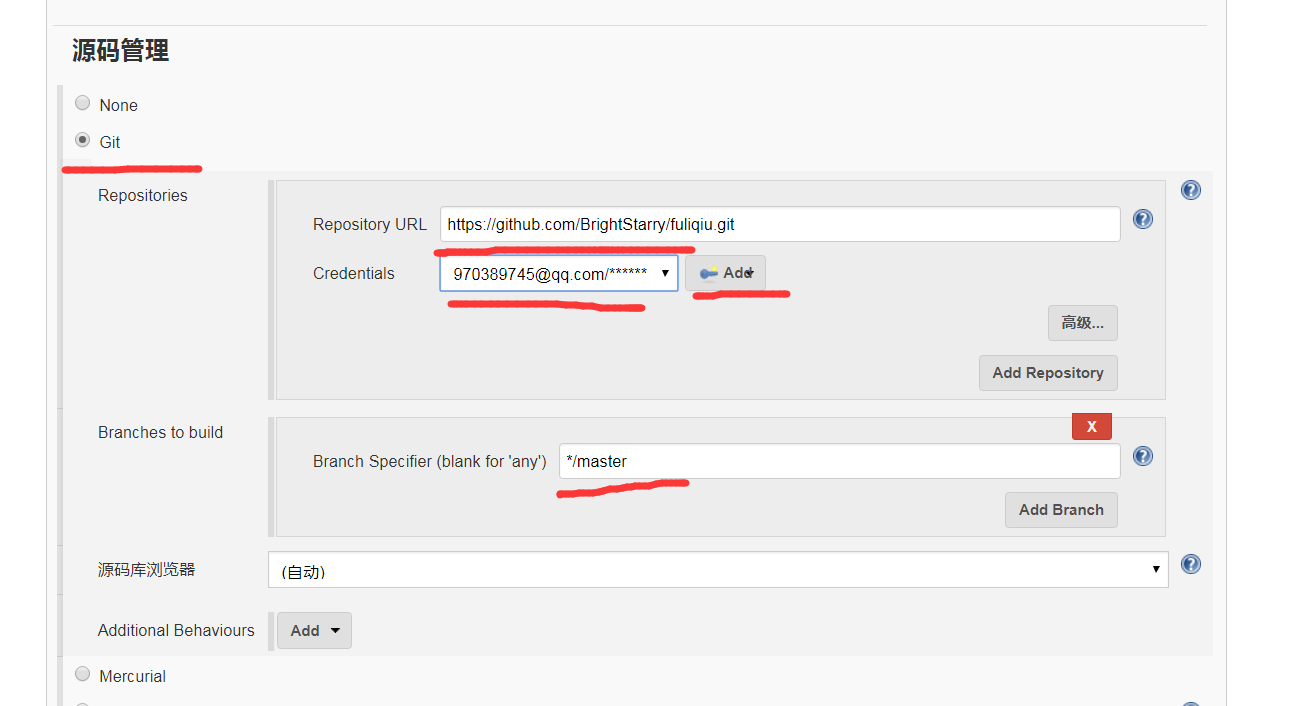 源码管理
None
Git
Repositories
Repository URL https://github.com/BrightStarry/fuliqiu.git
Credentials 970389745@qq.com/****** Add
高级...
Add Repository
Branches to build
X
Branch Specifier (blank for 'any') */master
Add Branch
源码库浏览器 (自动)
Additional Behaviours Add
Mercurial